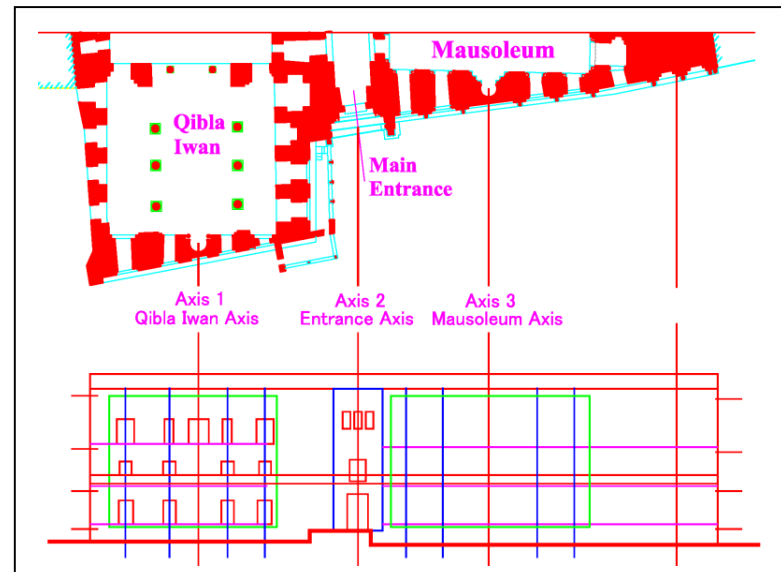 Mausoleum
Qibla
Iwan
Main
Entrance
Axis 1
Qibla Iwan Axis
Axis 2
Entrance Axis
Axis 3
Mausoleum Axis